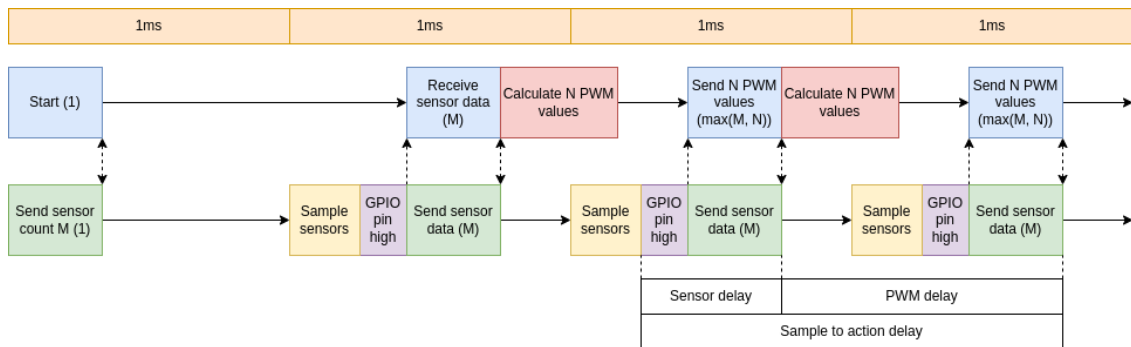 1ms
1ms
1ms
1ms
Start (1)
Receive
sensor data
(M)
Calculate N PWM
values
Send N PWM
values
(max(M, N))
Calculate N PWM
values
Send N PWM
values
(max(M, N))
Send sensor
count M (1)
Sample
sensors
GPIO
pin
high
Send sensor
data (M)
Sample
sensors
GPIO
pin
high
Send sensor
data (M)
Sample
sensors
GPIO
pin
high
Send sensor
data (M)
Sensor delay
PWM delay
Sample to action delay